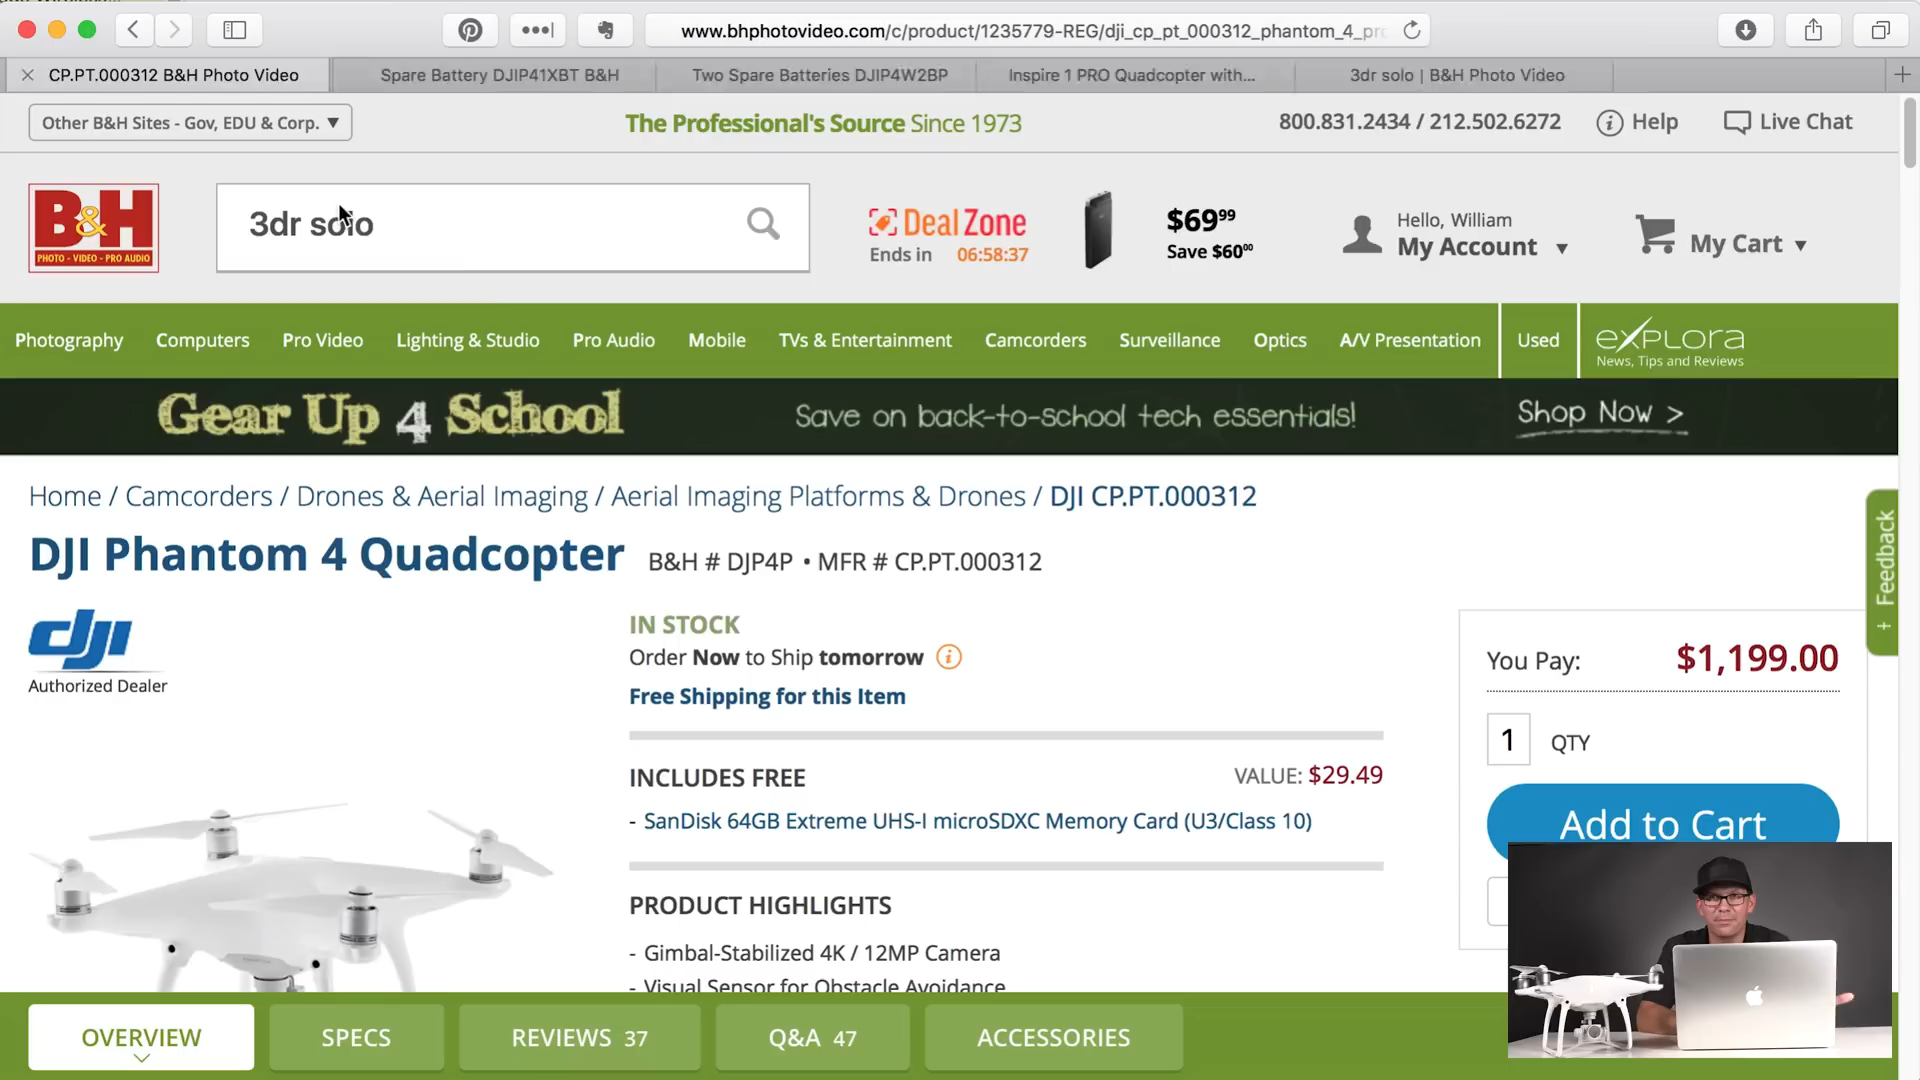 www.bhphotovideo.com/c/product/1235779-REG/dji_cp_pt_000312_phantom_4_pr
CP.PT.000312 B&H Photo Video
Spare Battery DJIP41XBT B&H
Two Spare Batteries DJIP4W2BP
Inspire 1 PRO Quadcopter with...
3dr solo | B&H Photo Video
Other B&H Sites - Gov, EDU & Corp. ▼
The Professional's Source Since 1973
800.831.2434 / 212.502.6272
Help
Live Chat
B&H
PHOTO - VIDEO - PRO AUDIO
3dr solo
DealZone
Ends in 06:58:37
$69.99
Save $60.00
Hello, William
My Account ▼
My Cart ▼
Photography Computers Pro Video Lighting & Studio Pro Audio Mobile TVs & Entertainment Camcorders Surveillance Optics A/V Presentation Used
eXPLORA
News, Tips and Reviews
Gear Up 4 School
Save on back-to-school tech essentials!
Shop Now >
Home / Camcorders / Drones & Aerial Imaging / Aerial Imaging Platforms & Drones / DJI CP.PT.000312
DJI Phantom 4 Quadcopter B&H # DJP4P • MFR # CP.PT.000312
+ Feedback
dji
Authorized Dealer
IN STOCK
Order Now to Ship tomorrow
Free Shipping for this Item
You Pay: $1,199.00
1 QTY
Add to Cart
INCLUDES FREE
VALUE: $29.49
- SanDisk 64GB Extreme UHS-I microSDXC Memory Card (U3/Class 10)
PRODUCT HIGHLIGHTS
- Gimbal-Stabilized 4K / 12MP Camera
- Visual Sensor for Obstacle Avoidance
OVERVIEW
SPECS
REVIEWS 37
Q&A 47
ACCESSORIES